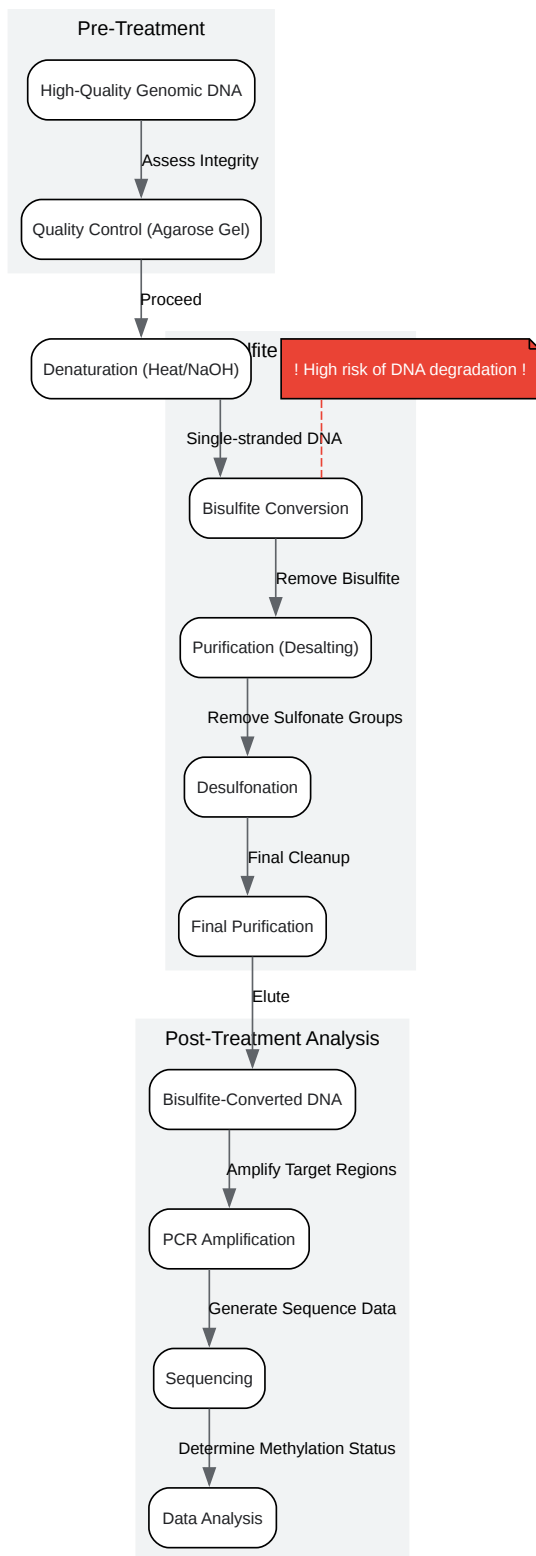 Pre-Treatment
High-Quality Genomic DNA
Assess Integrity
Quality Control (Agarose Gel)
Proceed
Denaturation (Heat/NaOH)
! High risk of DNA degradation !
Single-stranded DNA
Bisulfite Conversion
Remove Bisulfite
Purification (Desalting)
Remove Sulfonate Groups
Desulfonation
Final Cleanup
Final Purification
Elute
Post-Treatment Analysis
Bisulfite-Converted DNA
Amplify Target Regions
PCR Amplification
Generate Sequence Data
Sequencing
Determine Methylation Status
Data Analysis